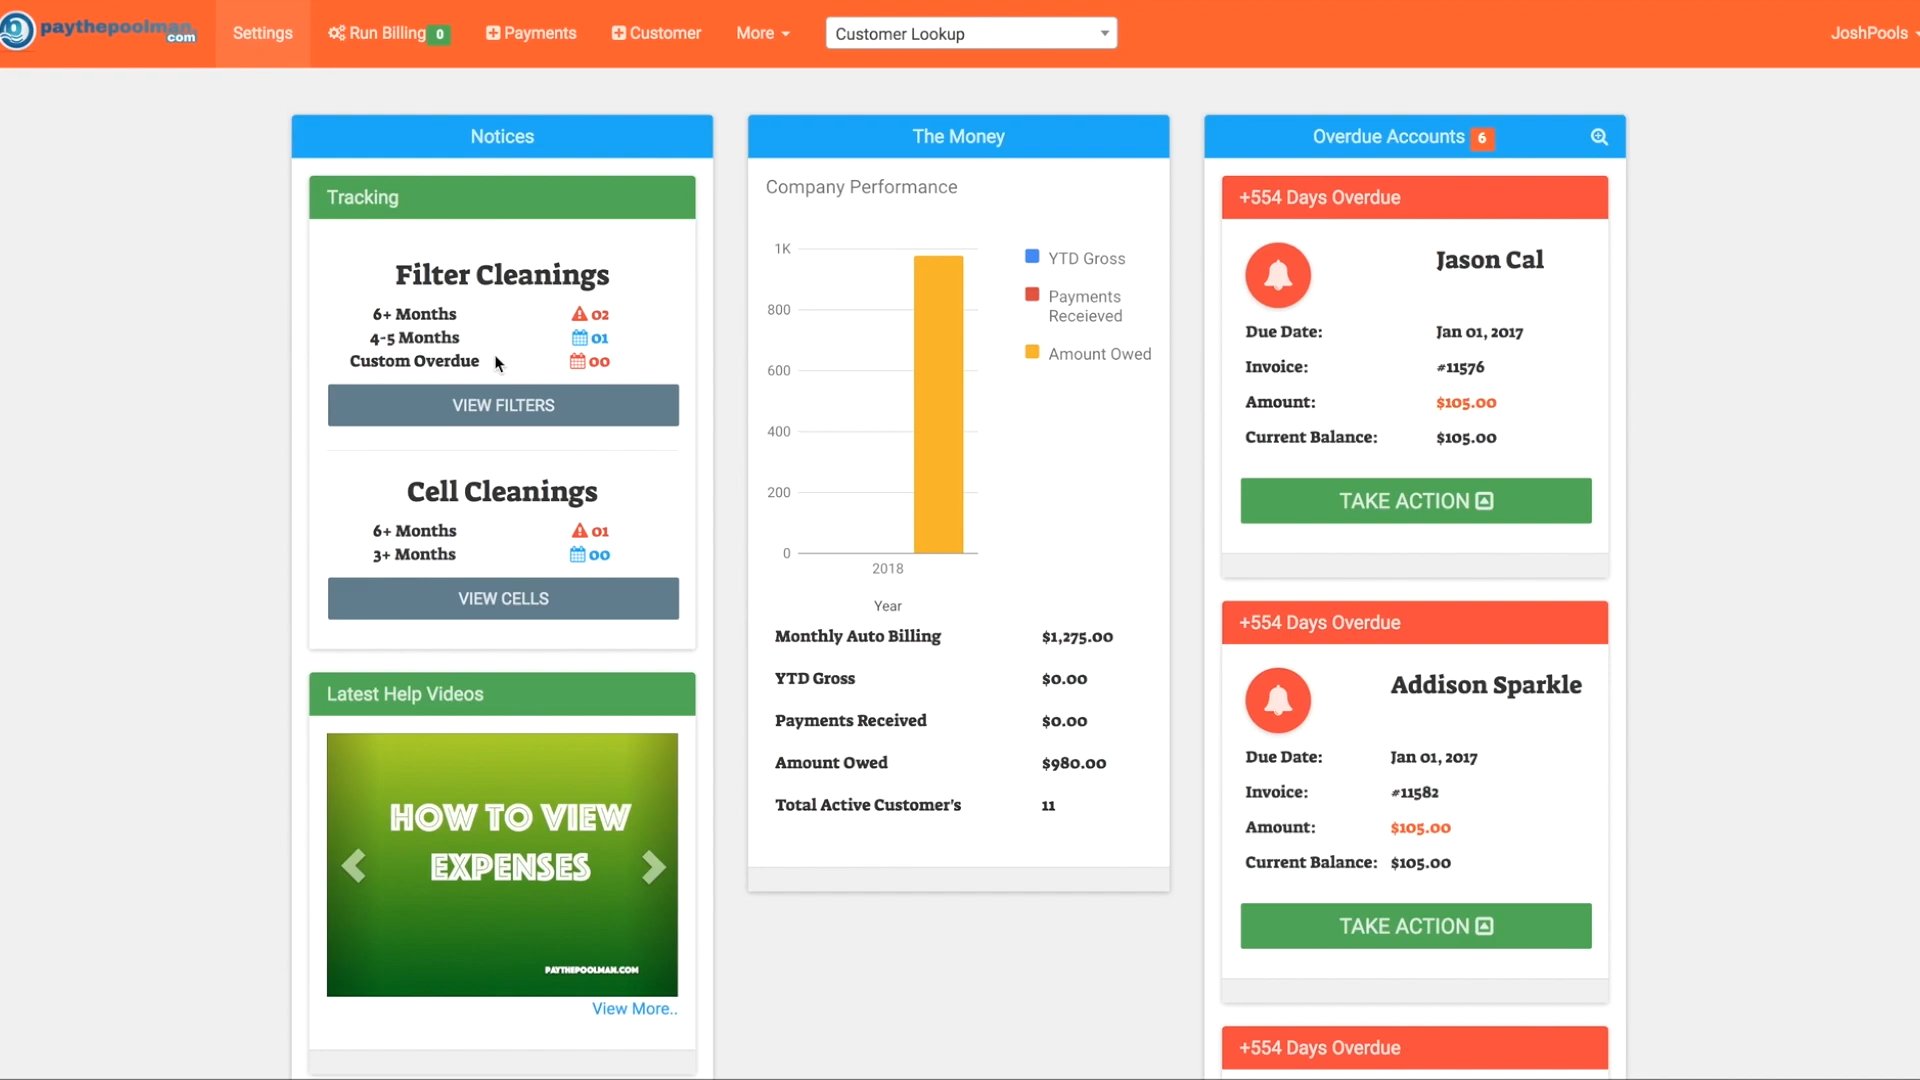 paythepoolman
.com
Settings
Run Billing 0
Payments
Customer
More
Customer Lookup
JoshPools
Notices
Tracking
Filter Cleanings
6+ Months 02
4-5 Months 01
Custom Overdue 00
VIEW FILTERS
Cell Cleanings
6+ Months 01
3+ Months 00
VIEW CELLS
Latest Help Videos
HOW TO VIEW
EXPENSES
PAYTHEPOOLMAN.COM
View More..
The Money
Company Performance
1K
800
600
400
200
0
2018
Year
YTD Gross
Payments
Receieved
Amount Owed
Monthly Auto Billing $1,275.00
YTD Gross $0.00
Payments Received $0.00
Amount Owed $980.00
Total Active Customer's 11
Overdue Accounts 6
+554 Days Overdue
Jason Cal
Due Date: Jan 01, 2017
Invoice: #11576
Amount: $105.00
Current Balance: $105.00
TAKE ACTION
+554 Days Overdue
Addison Sparkle
Due Date: Jan 01, 2017
Invoice: #11582
Amount: $105.00
Current Balance: $105.00
TAKE ACTION
+554 Days Overdue